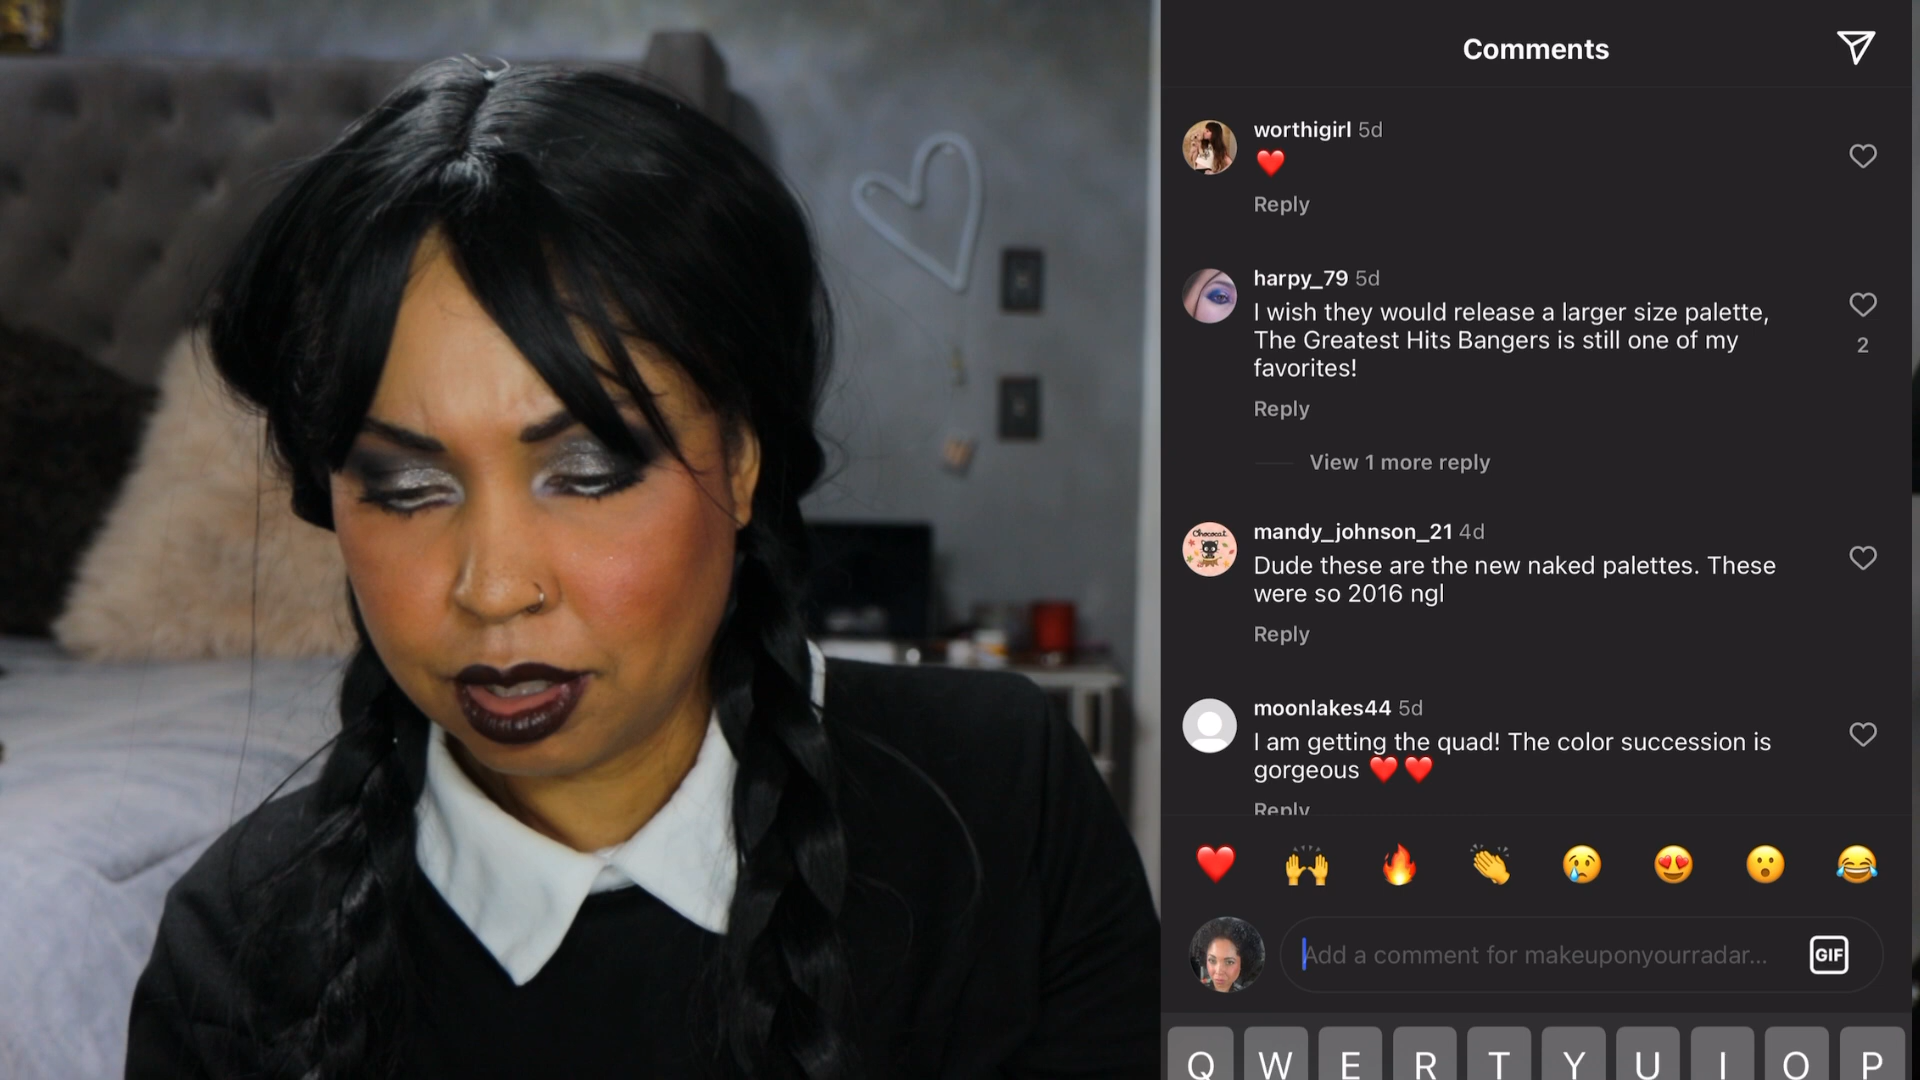 Comments
worthigirl 5d
❤️
Reply
harpy_79 5d
I wish they would release a larger size palette,
The Greatest Hits Bangers is still one of my
favorites!
2
Reply
View 1 more reply
mandy_johnson_21 4d
Dude these are the new naked palettes. These
were so 2016 ngl
Reply
moonlakes44 5d
I am getting the quad! The color succession is
gorgeous ❤️❤️
Reply
❤️ 🙌 🔥 👏 😢 😍 😮 😂
Add a comment for makeuponyourradar...
GIF
Q W E R T Y U I O P